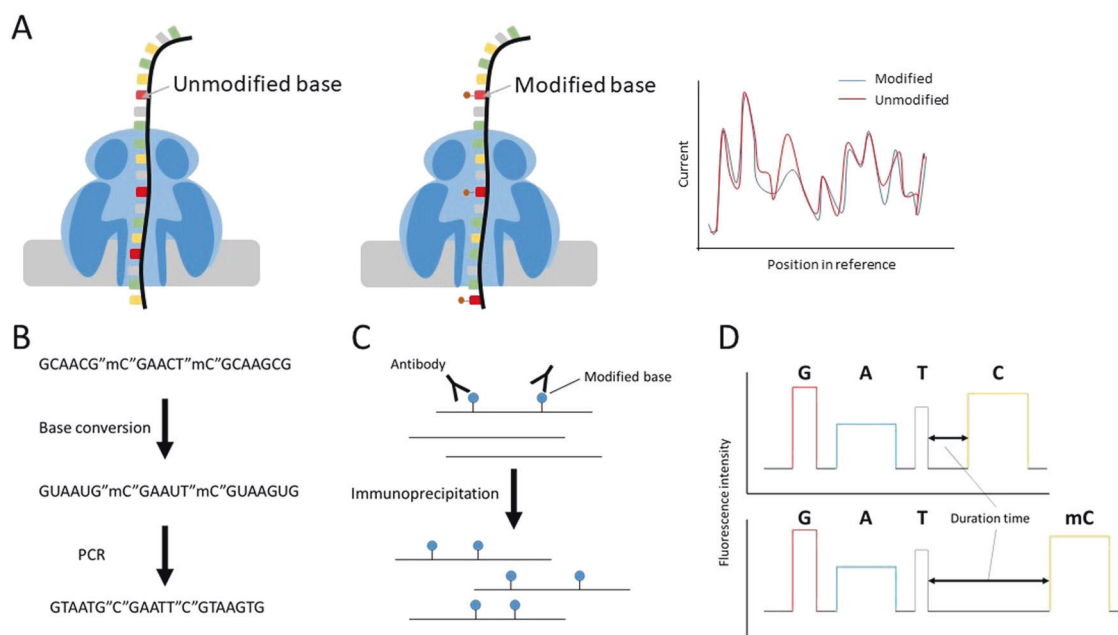 A
Unmodified base
Modified base
Modified
Unmodified
Current
Position in reference
B
GCAACG”mC”GAACT”mC”GCAAGCG
Base conversion
GUAAUG”mC”GAAUT”mC”GUAAGUG
PCR
GTAATG”C”GAATT”C”GTAAGTG
C
Antibody
Modified base
Immunoprecipitation
D
G A T C
Fluorescence intensity
Duration time
G A T mC